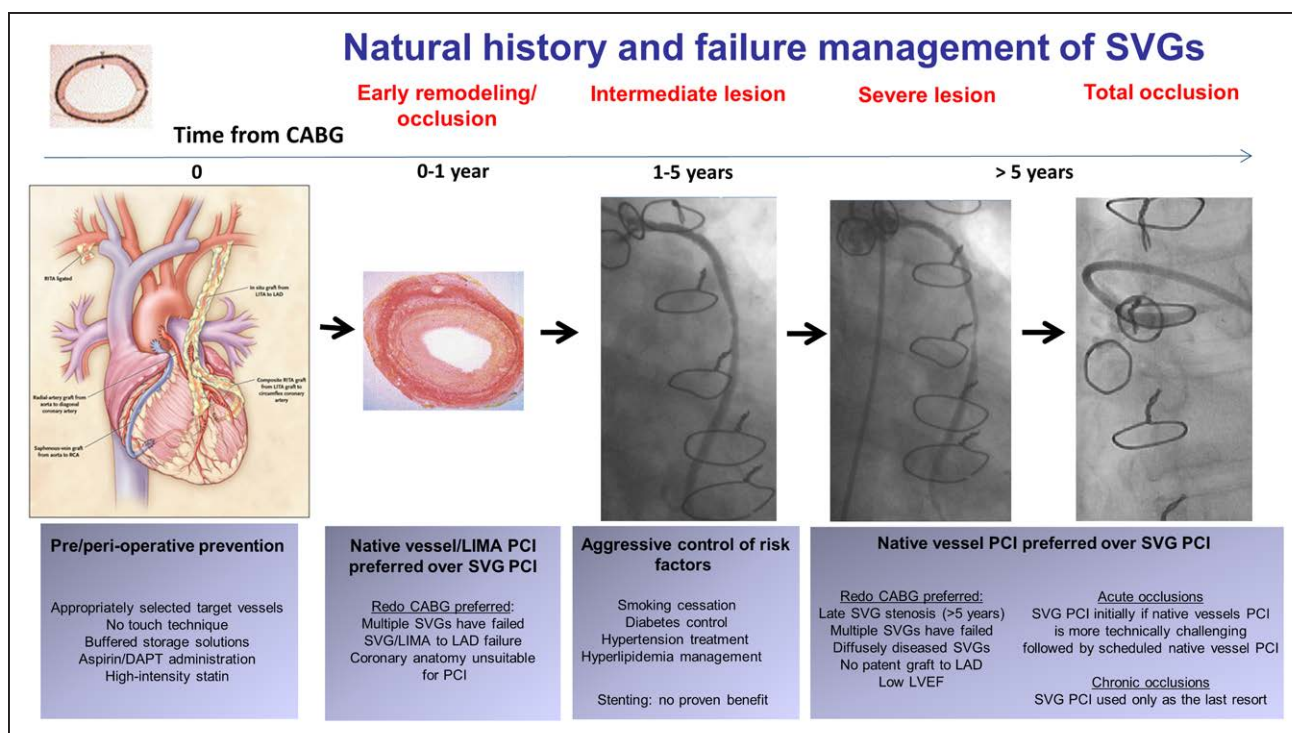 Natural history and failure management of SVGs
Early remodeling/
occlusion
Intermediate lesion
Severe lesion
Total occlusion
Time from CABG
0
0-1 year
1-5 years
> 5 years
RITA ligated
In situ graft from
LITA to LAD
Composite RITA graft
from LITA graft to
circumflex coronary
artery
Radial artery graft from
aorta to diagonal
coronary artery
Saphenous-vein graft
from aorta to RCA
Pre/peri-operative prevention
Appropriately selected target vessels
No touch technique
Buffered storage solutions
Aspirin/DAPT administration
High-intensity statin
Native vessel/LIMA PCI
preferred over SVG PCI
Redo CABG preferred:
Multiple SVGs have failed
SVG/LIMA to LAD failure
Coronary anatomy unsuitable
for PCI
Aggressive control of risk
factors
Smoking cessation
Diabetes control
Hypertension treatment
Hyperlipidemia management
Stenting: no proven benefit
Native vessel PCI preferred over SVG PCI
Redo CABG preferred:
Late SVG stenosis (>5 years)
Multiple SVGs have failed
Diffusely diseased SVGs
No patent graft to LAD
Low LVEF
Acute occlusions
SVG PCI initially if native vessels PCI
is more technically challenging
followed by scheduled native vessel PCI
Chronic occlusions
SVG PCI used only as the last resort